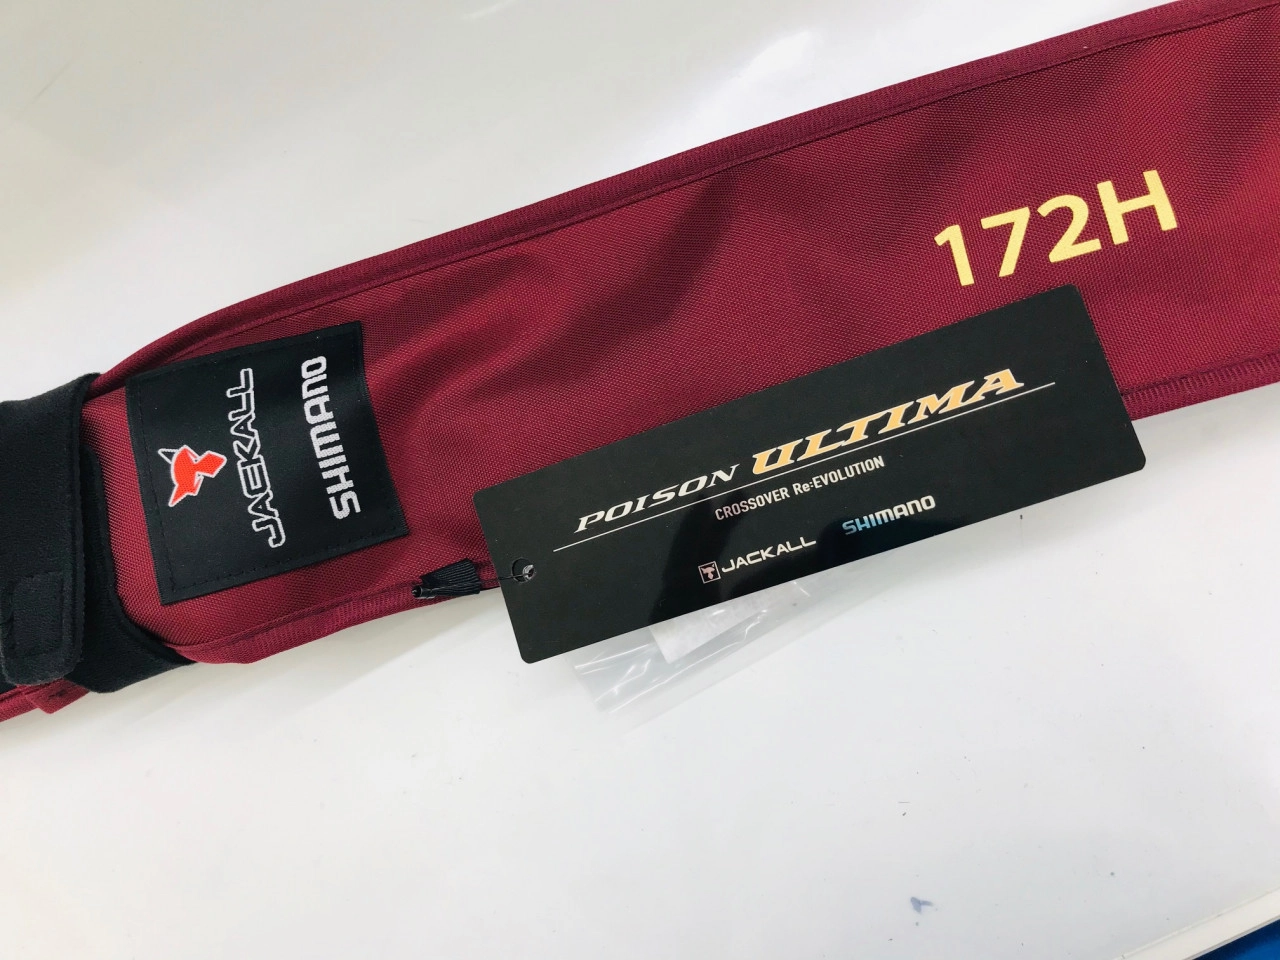 172H
JACKALL
SHIMANO
POISON ULTIMA
CROSSOVER Re:EVOLUTION
JACKALL
SHIMANO